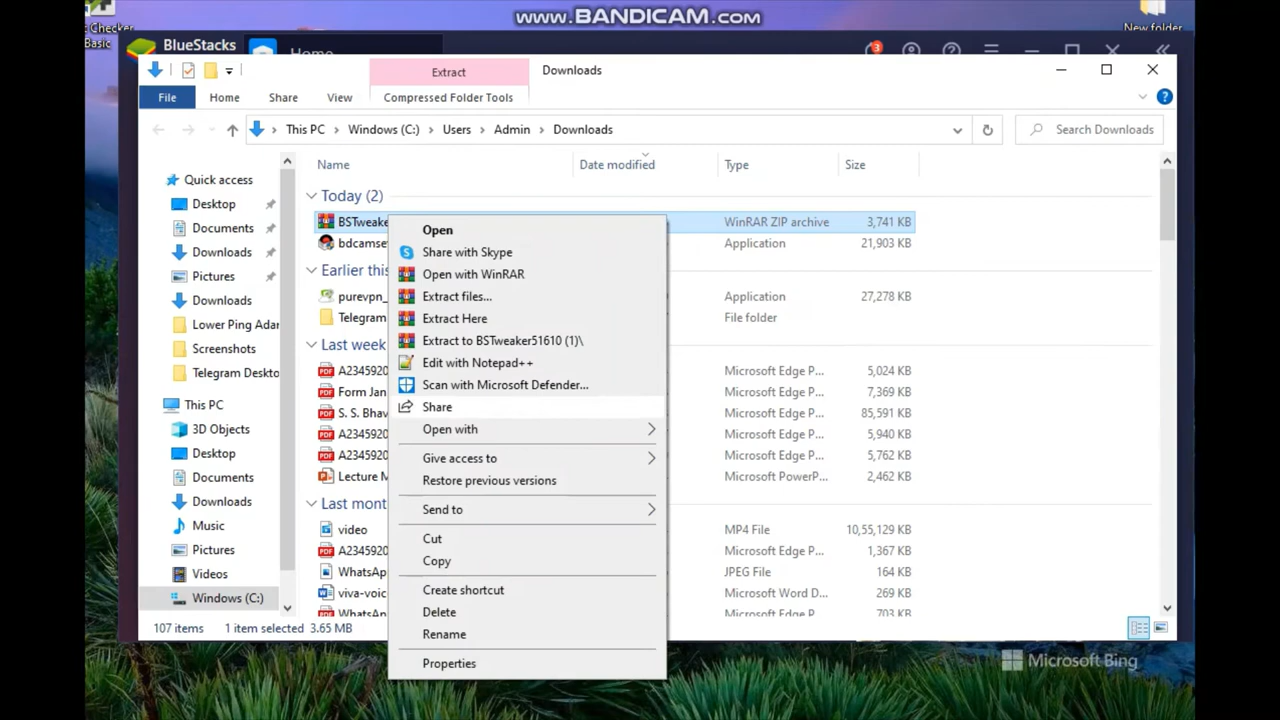 www.BANDICAM.com
Checker
Basic
New folder
BlueStacks
Home
3
Extract
Downloads
File
Home
Share
View
Compressed Folder Tools
This PC > Windows (C:) > Users > Admin > Downloads
Search Downloads
Name
Date modified
Type
Size
Quick access
Desktop
Documents
Downloads
Pictures
Downloads
Lower Ping Adar
Screenshots
Telegram Deskto
This PC
3D Objects
Desktop
Documents
Downloads
Music
Pictures
Videos
Windows (C:)
Today (2)
BSTweake
WinRAR ZIP archive
3,741 KB
bdcamse
Application
21,903 KB
Earlier this
purevpn_
Application
27,278 KB
Telegram
File folder
Last week
A2345920
Microsoft Edge P...
5,024 KB
Form Jan
Microsoft Edge P...
7,369 KB
S. S. Bhav
Microsoft Edge P...
85,591 KB
A2345920
Microsoft Edge P...
5,940 KB
A2345920
Microsoft Edge P...
5,762 KB
Lecture M
Microsoft PowerP...
2,462 KB
Last mont
video
MP4 File
10,55,129 KB
A2345920
Microsoft Edge P...
1,367 KB
WhatsAp
JPEG File
164 KB
viva-voic
Microsoft Word D...
269 KB
WhatsAp
Microsoft Edge P
703 KB
Open
Share with Skype
Open with WinRAR
Extract files...
Extract Here
Extract to BSTweaker51610 (1)\
Edit with Notepad++
Scan with Microsoft Defender...
Share
Open with
Give access to
Restore previous versions
Send to
Cut
Copy
Create shortcut
Delete
Rename
Properties
107 items
1 item selected 3.65 MB
Microsoft Bing